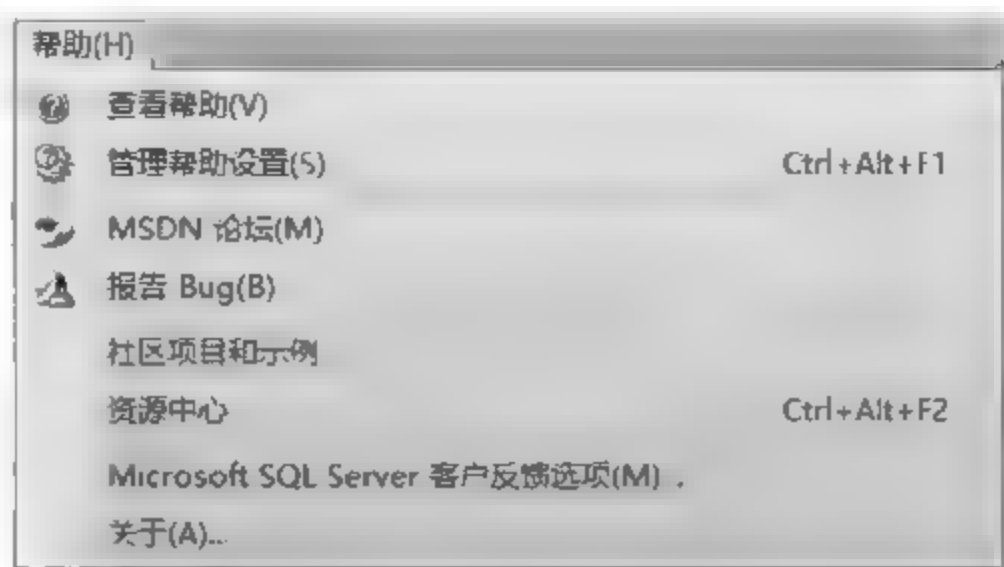 帮助(H)
查看帮助(V)
管理帮助设置(S) Ctrl+Alt+F1
MSDN 论坛(M)
报告 Bug(B)
社区项目和示例
资源中心 Ctrl+Alt+F2
Microsoft SQL Server 客户反馈选项(M)
关于(A)...